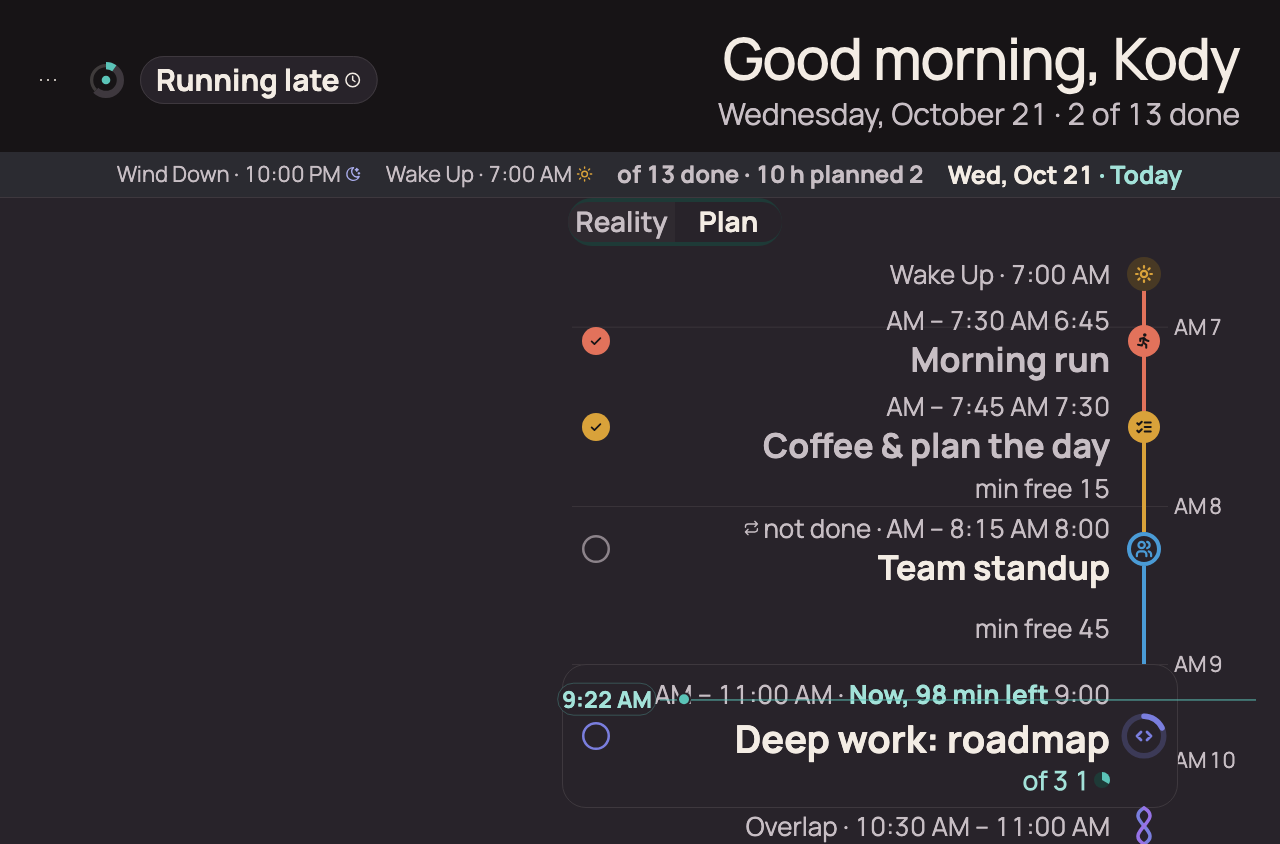 Good morning, Kody
Wednesday, October 21 · 2 of 13 done
Running late
Wed, Oct 21 · Today
of 13 done · 10 h planned 2
Wake Up · 7:00 AM
Wind Down · 10:00 PM
Reality
Plan
Wake Up · 7:00 AM
AM 7
AM – 7:30 AM 6:45
Morning run
AM – 7:45 AM 7:30
Coffee & plan the day
min free 15
AM 8
not done · AM – 8:15 AM 8:00
Team standup
min free 45
AM 9
AM – 11:00 AM · Now, 98 min left 9:00
9:22 AM
Deep work: roadmap
AM 10
of 3 1
Overlap · 10:30 AM – 11:00 AM